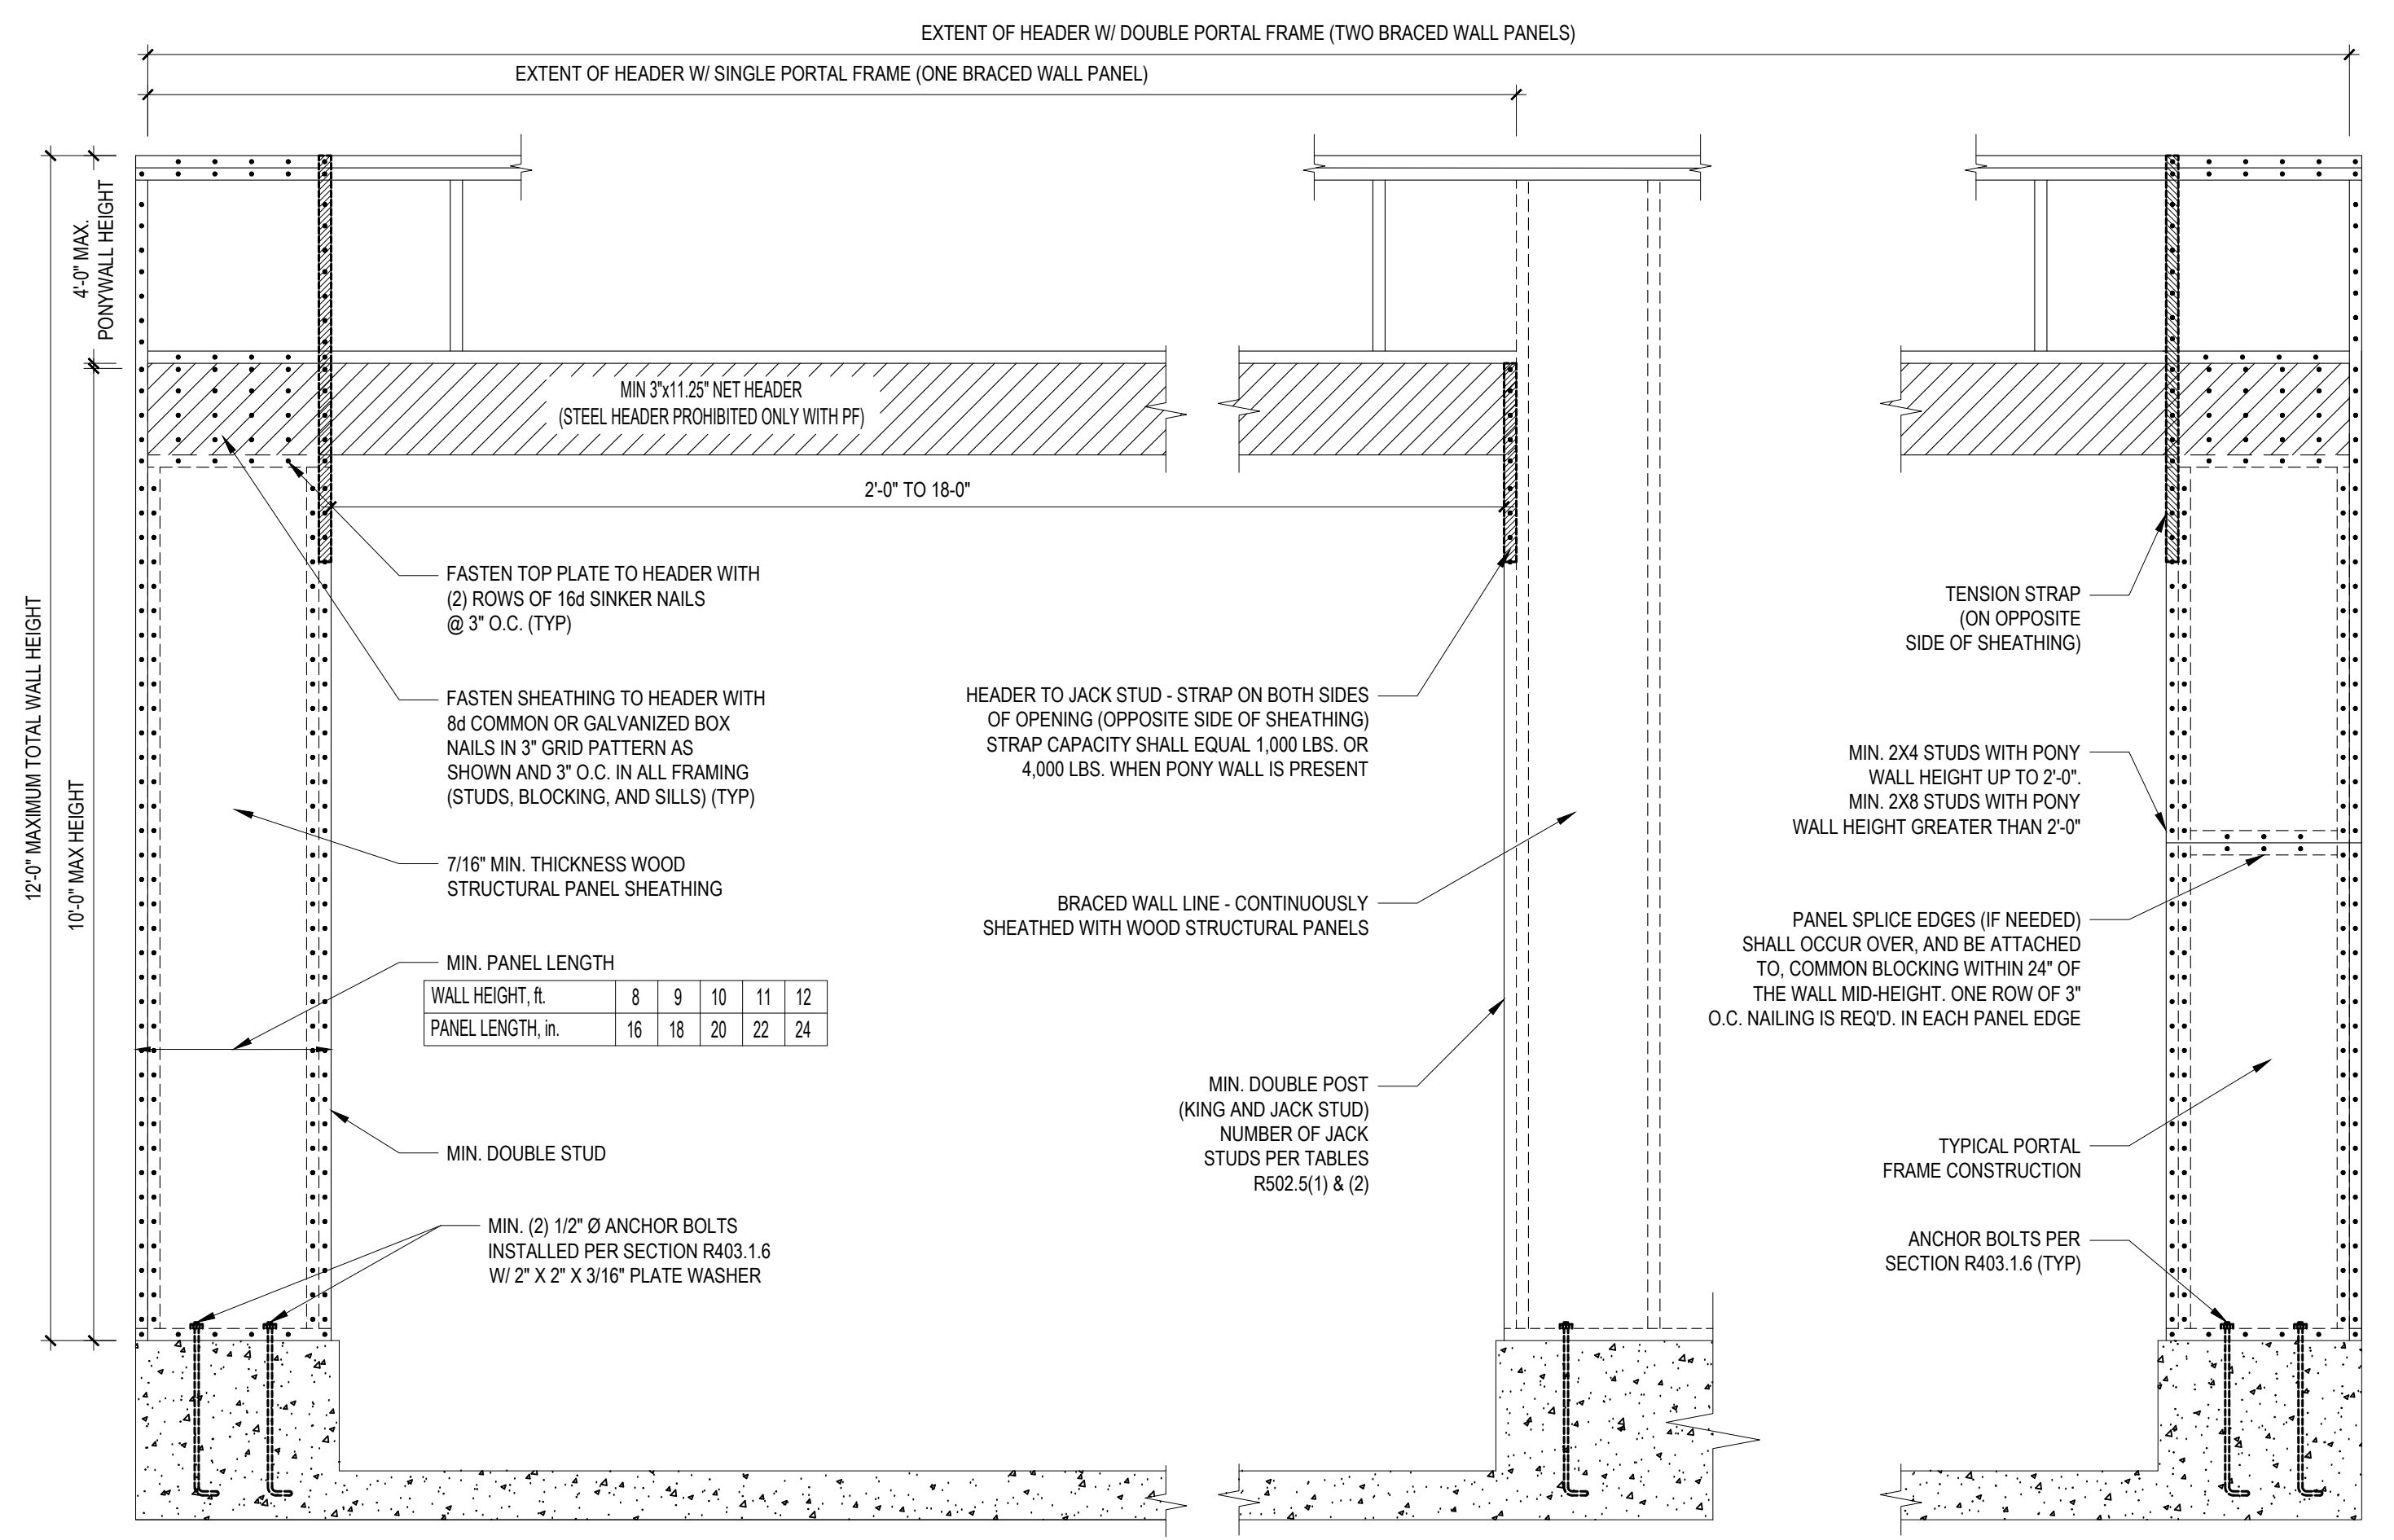 EXTENT OF HEADER W/ DOUBLE PORTAL FRAME (TWO BRACED WALL PANELS)
EXTENT OF HEADER W/ SINGLE PORTAL FRAME (ONE BRACED WALL PANEL)
4'-0" MAX.
PONYWALL HEIGHT
12'-0" MAXIMUM TOTAL WALL HEIGHT
10'-0" MAX HEIGHT
MIN 3"x11.25" NET HEADER
(STEEL HEADER PROHIBITED ONLY WITH PF)
2'-0" TO 18-0"
FASTEN TOP PLATE TO HEADER WITH
(2) ROWS OF 16d SINKER NAILS
@ 3" O.C. (TYP)
FASTEN SHEATHING TO HEADER WITH
8d COMMON OR GALVANIZED BOX
NAILS IN 3" GRID PATTERN AS
SHOWN AND 3" O.C. IN ALL FRAMING
(STUDS, BLOCKING, AND SILLS) (TYP)
7/16" MIN. THICKNESS WOOD
STRUCTURAL PANEL SHEATHING
MIN. PANEL LENGTH
WALL HEIGHT, ft. 8 9 10 11 12
PANEL LENGTH, in. 16 18 20 22 24
MIN. DOUBLE STUD
MIN. (2) 1/2" Ø ANCHOR BOLTS
INSTALLED PER SECTION R403.1.6
W/ 2" X 2" X 3/16" PLATE WASHER
HEADER TO JACK STUD - STRAP ON BOTH SIDES
OF OPENING (OPPOSITE SIDE OF SHEATHING)
STRAP CAPACITY SHALL EQUAL 1,000 LBS. OR
4,000 LBS. WHEN PONY WALL IS PRESENT
BRACED WALL LINE - CONTINUOUSLY
SHEATHED WITH WOOD STRUCTURAL PANELS
MIN. DOUBLE POST
(KING AND JACK STUD)
NUMBER OF JACK
STUDS PER TABLES
R502.5(1) & (2)
TENSION STRAP
(ON OPPOSITE
SIDE OF SHEATHING)
MIN. 2X4 STUDS WITH PONY
WALL HEIGHT UP TO 2'-0".
MIN. 2X8 STUDS WITH PONY
WALL HEIGHT GREATER THAN 2'-0"
PANEL SPLICE EDGES (IF NEEDED)
SHALL OCCUR OVER, AND BE ATTACHED
TO, COMMON BLOCKING WITHIN 24" OF
THE WALL MID-HEIGHT. ONE ROW OF 3"
O.C. NAILING IS REQ'D. IN EACH PANEL EDGE
TYPICAL PORTAL
FRAME CONSTRUCTION
ANCHOR BOLTS PER
SECTION R403.1.6 (TYP)